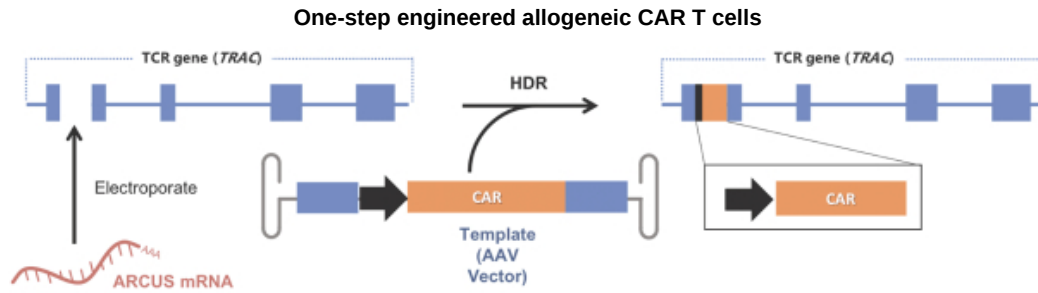 One-step engineered allogeneic CAR T cells
TCR gene (TRAC)
HDR
TCR gene (TRAC)
Electroporate
CAR
CAR
Template
(AAV
Vector)
ARCUS mRNA